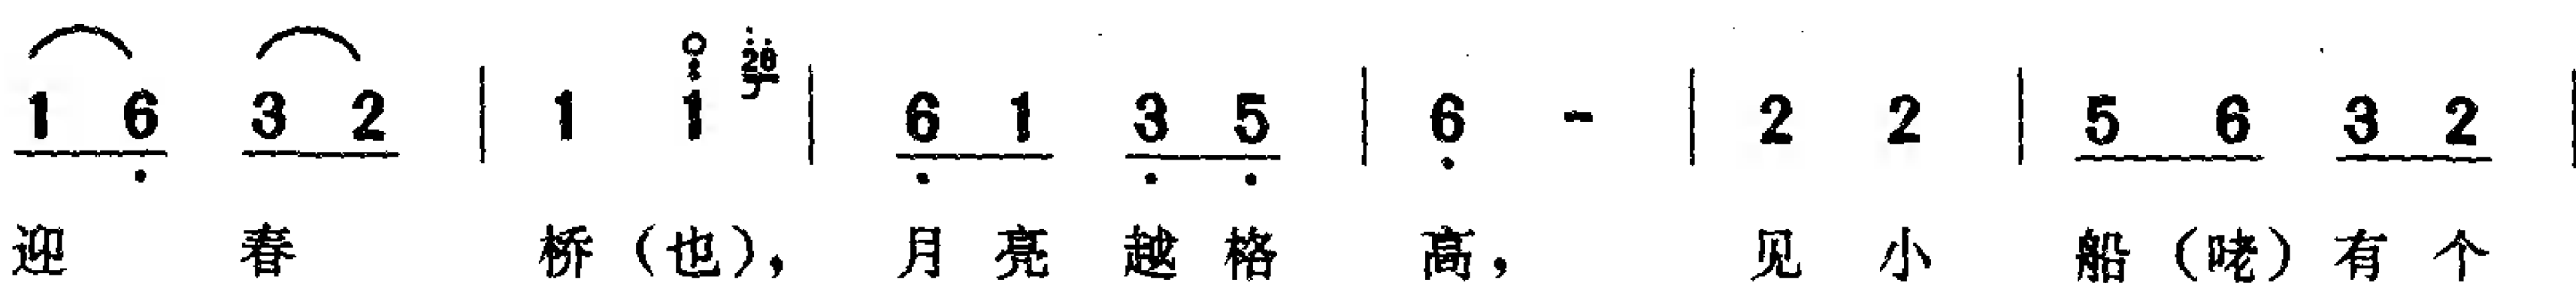 1 6 3 2 | 1 1 | 6 1 3 5 | 6 - | 2 2 | 5 6 3 2 |
迎 春 桥（也），月 亮 越 格 高， 见 小 船（咾）有 个